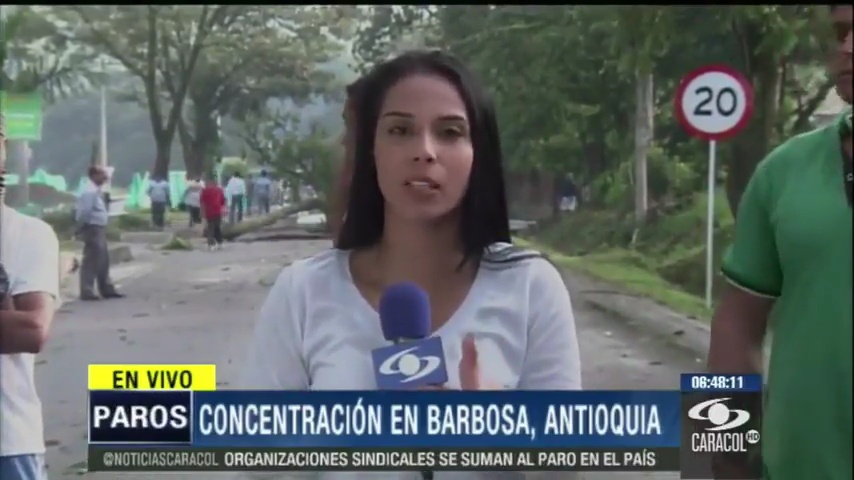 20
EN VIVO
06:48:11
PAROS
CONCENTRACIÓN EN BARBOSA, ANTIOQUIA
CARACOL HD
@NOTICIASCARACOL ORGANIZACIONES SINDICALES SE SUMAN AL PARO EN EL PAÍS